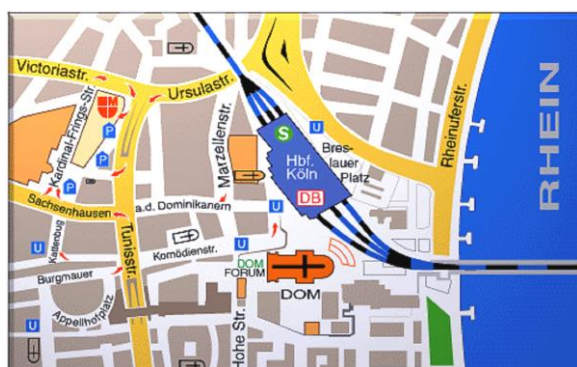 Victoriastr.
Ursulastr.
Kardinal-Frings-Str.
M
P
P
P
Marzellenstr.
S
U
Hbf.
Köln
DB
Bres-
lauer
Platz
Rheinuferstr.
RHEIN
Sachsenhausen
a.d. Dominikanern
U
Kattenbug
Tunisstr.
Komödienstr.
U
U
Burgmauer
DOM
FORUM
DOM
Appellhofplatz
Hohe Str.
U